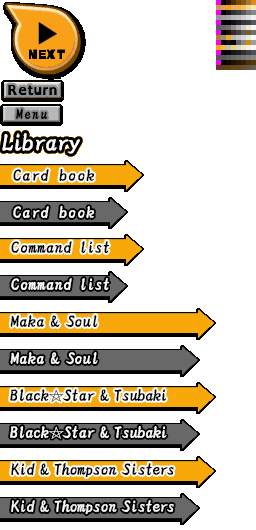 NEXT
Return
Menu
Library
Card book
Card book
Command list
Command list
Maka & Soul
Maka & Soul
Black☆Star & Tsubaki
Black☆Star & Tsubaki
Kid & Thompson Sisters
Kid & Thompson Sisters